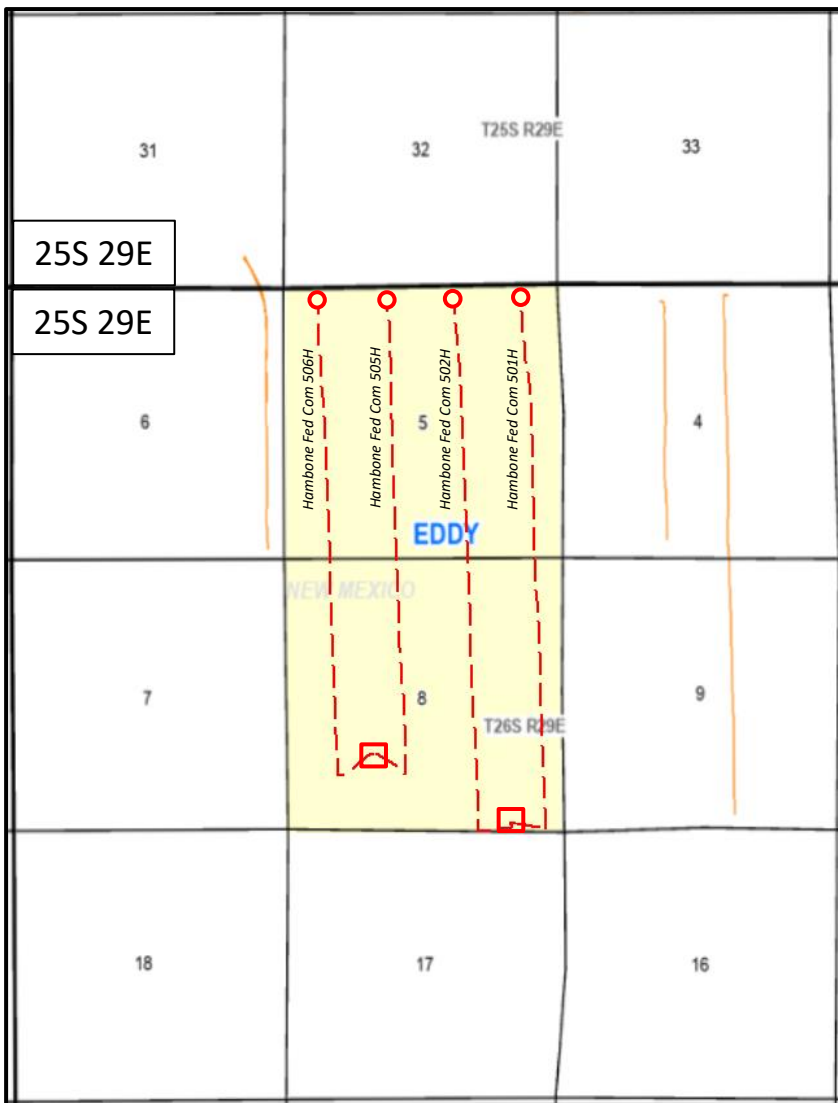 31
32
T25S R29E
33
25S 29E
25S 29E
Hambone Fed Com 506H
Hambone Fed Com 505H
Hambone Fed Com 502H
Hambone Fed Com 501H
6
5
4
EDDY
NEW MEXICO
7
8
9
T26S R29E
18
17
16